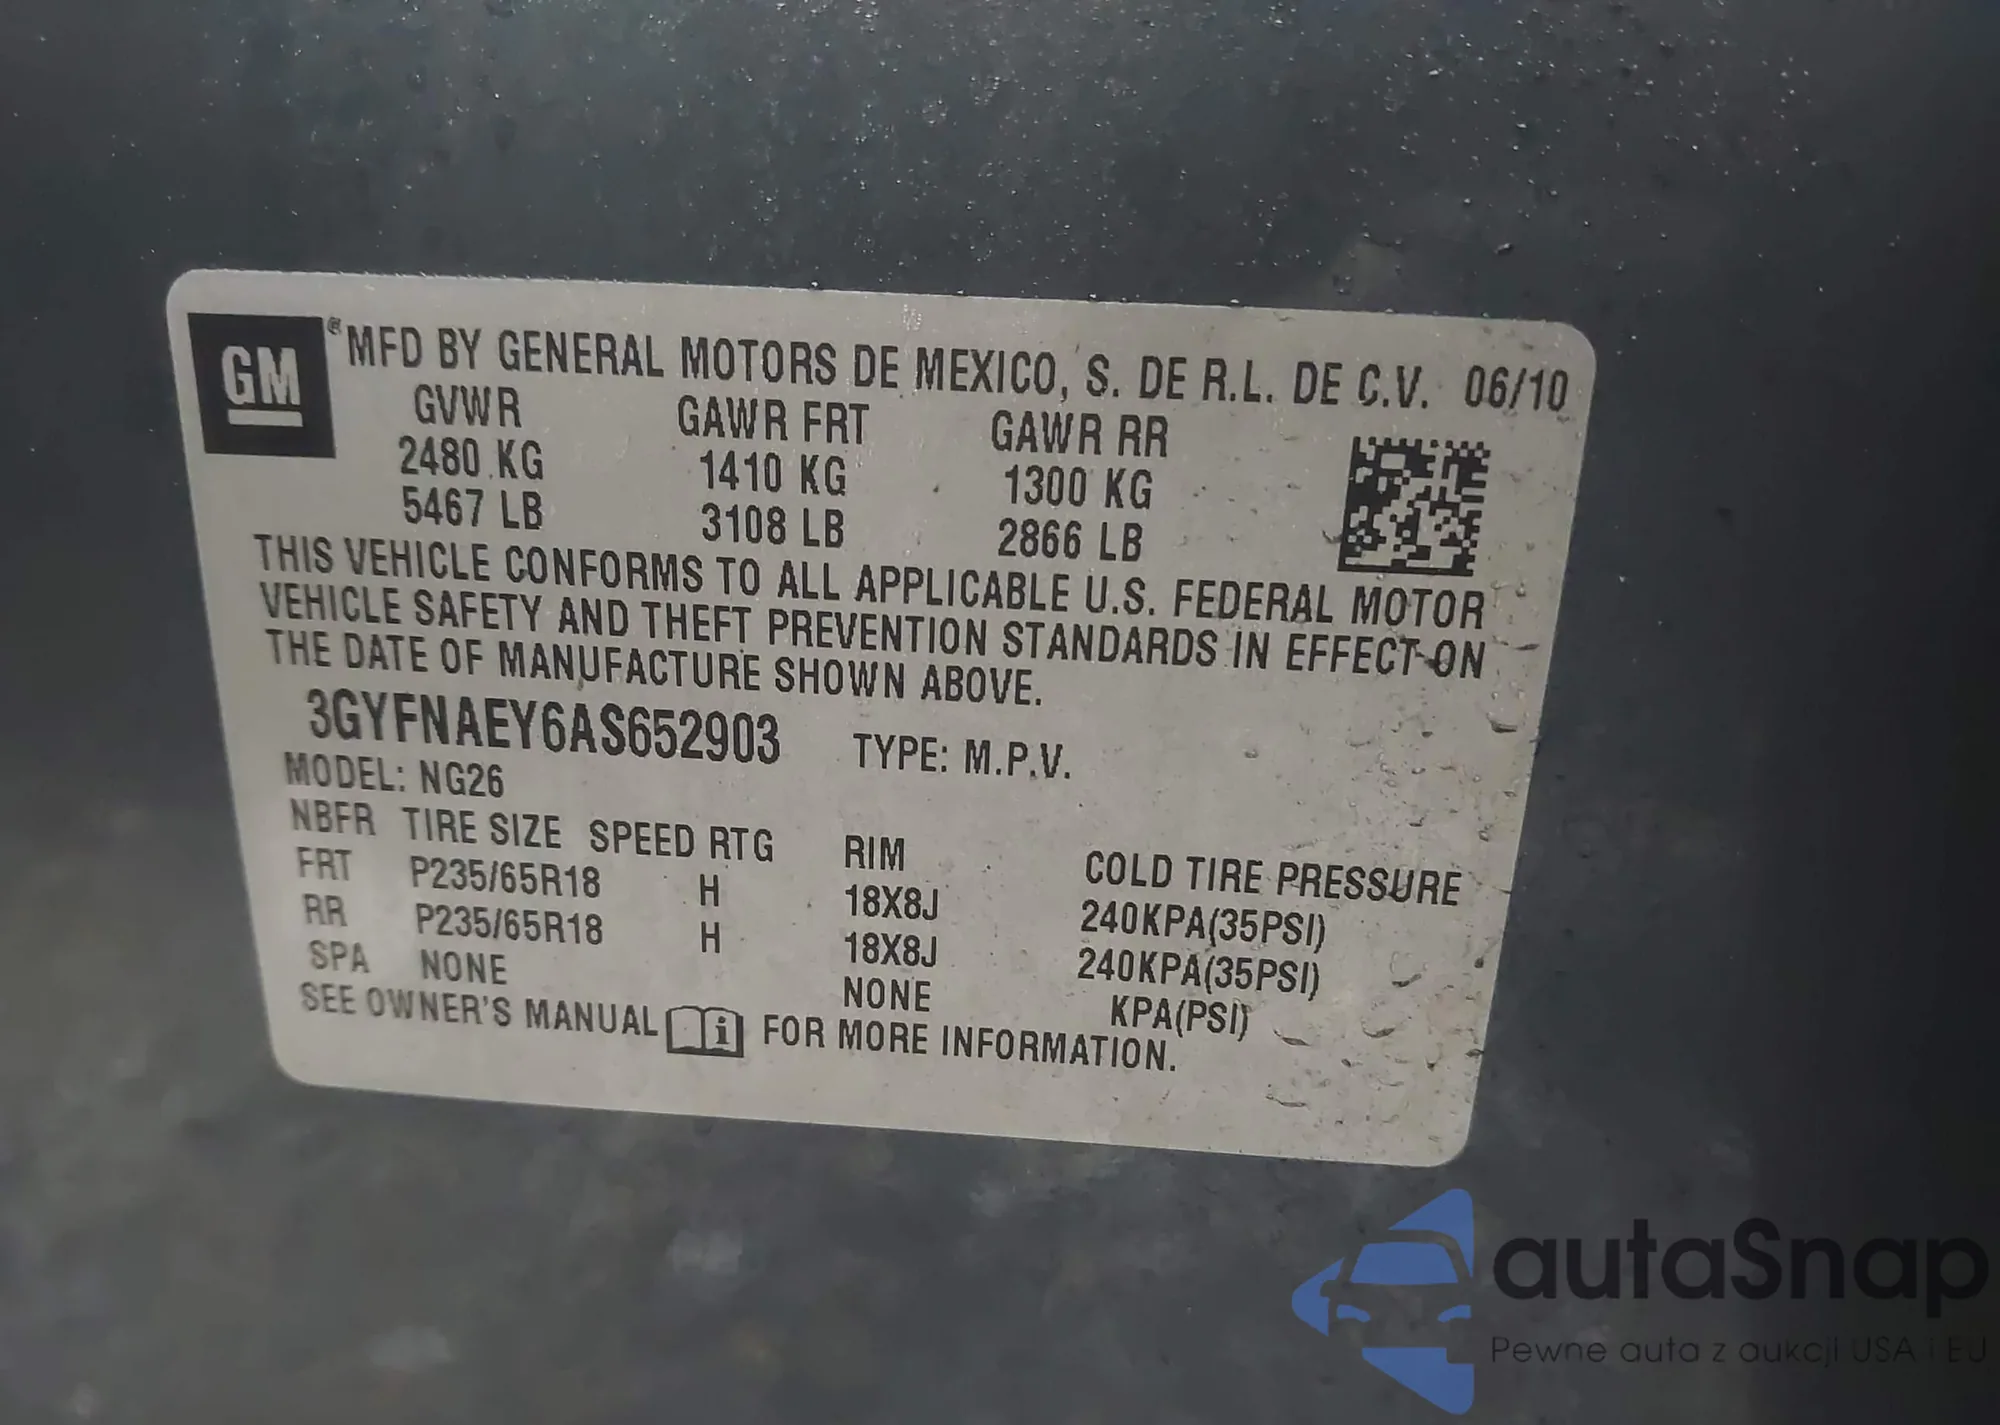 GM ® MFD BY GENERAL MOTORS DE MEXICO, S. DE R.L. DE C.V. 06/10
GVWR GAWR FRT GAWR RR
2480 KG 1410 KG 1300 KG
5467 LB 3108 LB 2866 LB
THIS VEHICLE CONFORMS TO ALL APPLICABLE U.S. FEDERAL MOTOR
VEHICLE SAFETY AND THEFT PREVENTION STANDARDS IN EFFECT ON
THE DATE OF MANUFACTURE SHOWN ABOVE.
3GYFNAEY6AS652903 TYPE: M.P.V.
MODEL: NG26
NBFR TIRE SIZE SPEED RTG RIM COLD TIRE PRESSURE
FRT P235/65R18 H 18X8J 240KPA(35PSI)
RR P235/65R18 H 18X8J 240KPA(35PSI)
SPA NONE NONE KPA(PSI)
SEE OWNER'S MANUAL i FOR MORE INFORMATION.
autaSnap
Pewne auta z aukcji USA i EU